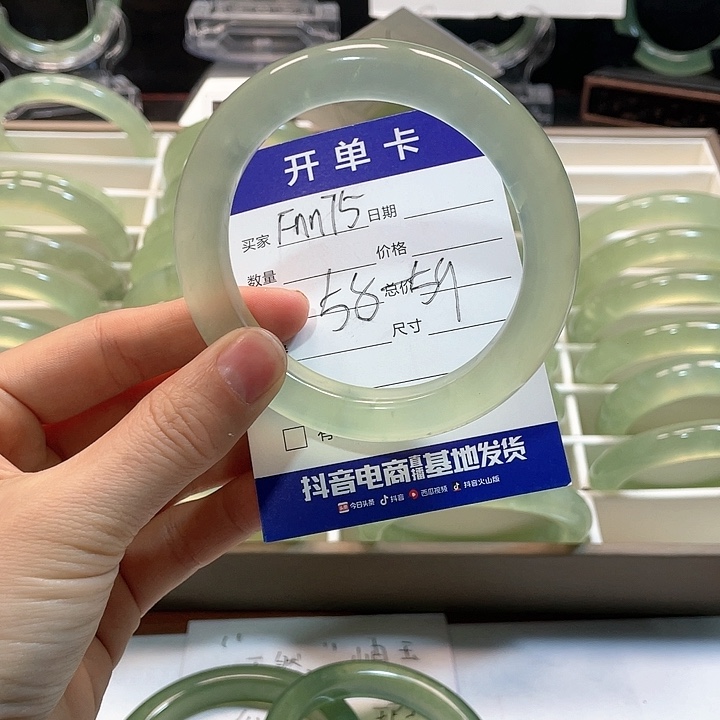 开单卡
买家 Fnn75 日期
数量 价格
58 总价 59
尺寸
抖音电商直播基地发货
今日头条 抖音 西瓜视频 抖音火山版